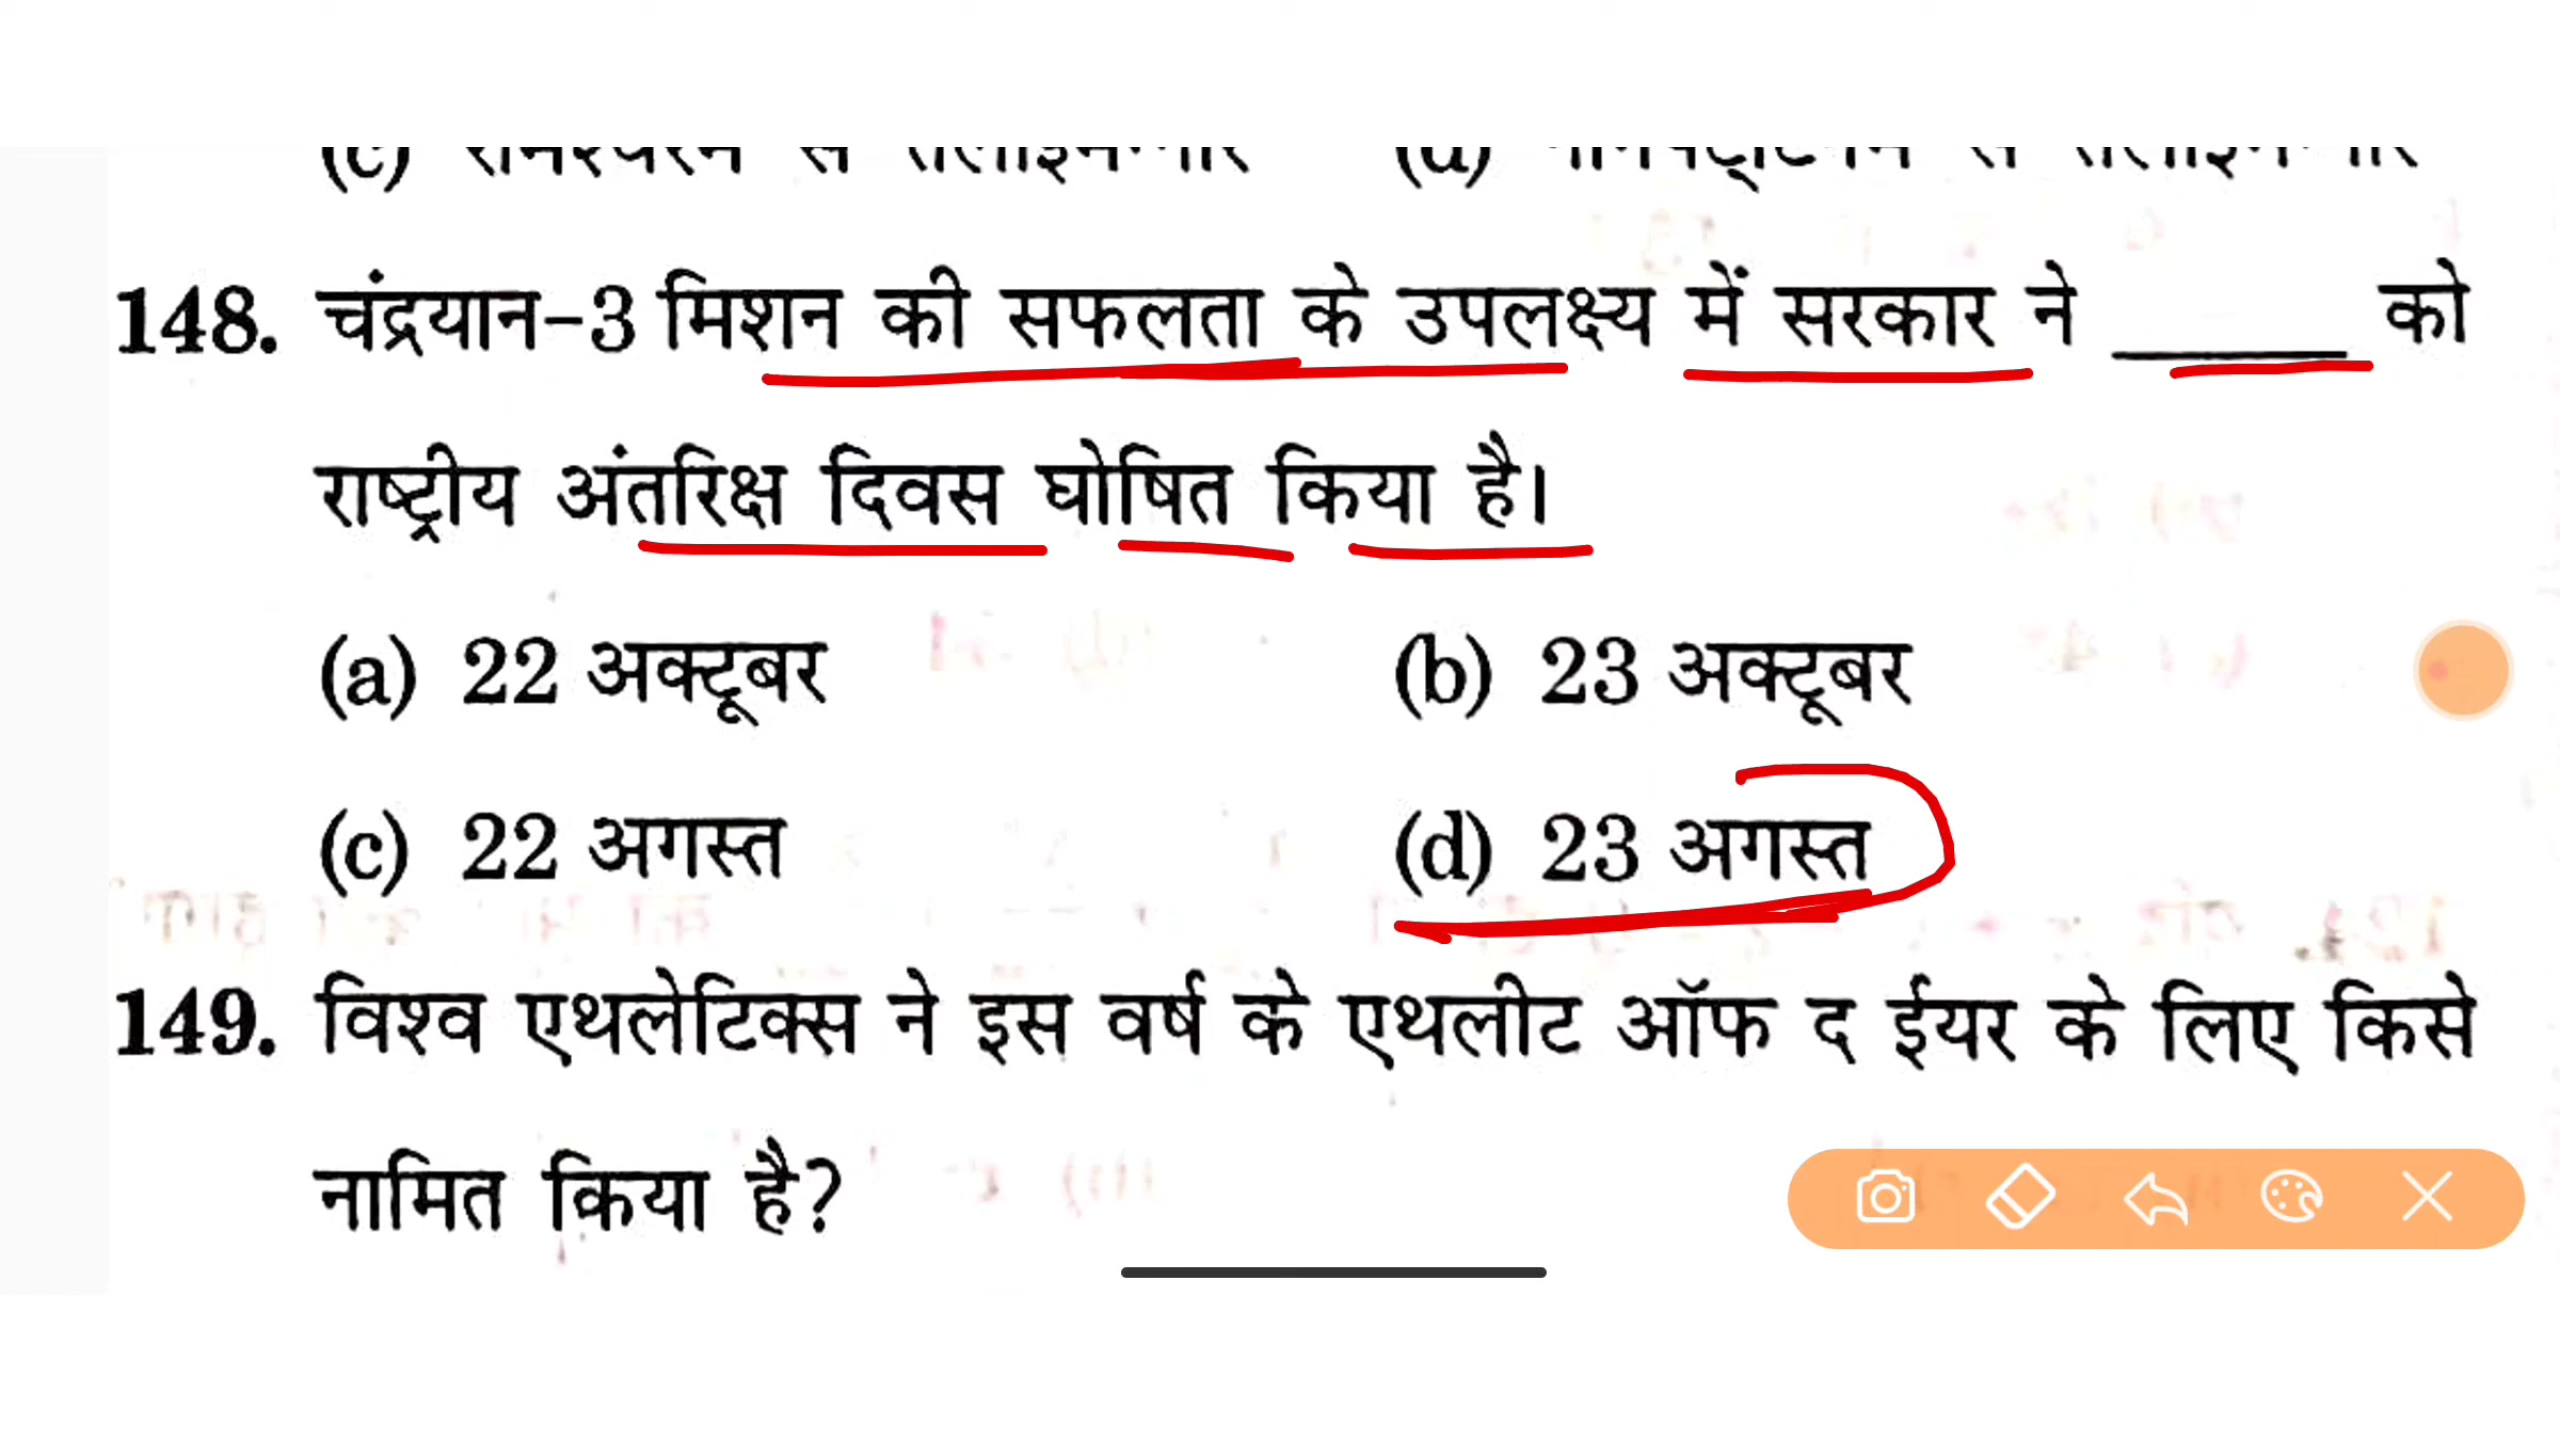 148. चंद्रयान-3 मिशन की सफलता के उपलक्ष्य में सरकार ने ______ को
राष्ट्रीय अंतरिक्ष दिवस घोषित किया है।
(a) 22 अक्टूबर (b) 23 अक्टूबर
(c) 22 अगस्त (d) 23 अगस्त
149. विश्व एथलेटिक्स ने इस वर्ष के एथलीट ऑफ द ईयर के लिए किसे
नामित किया है?